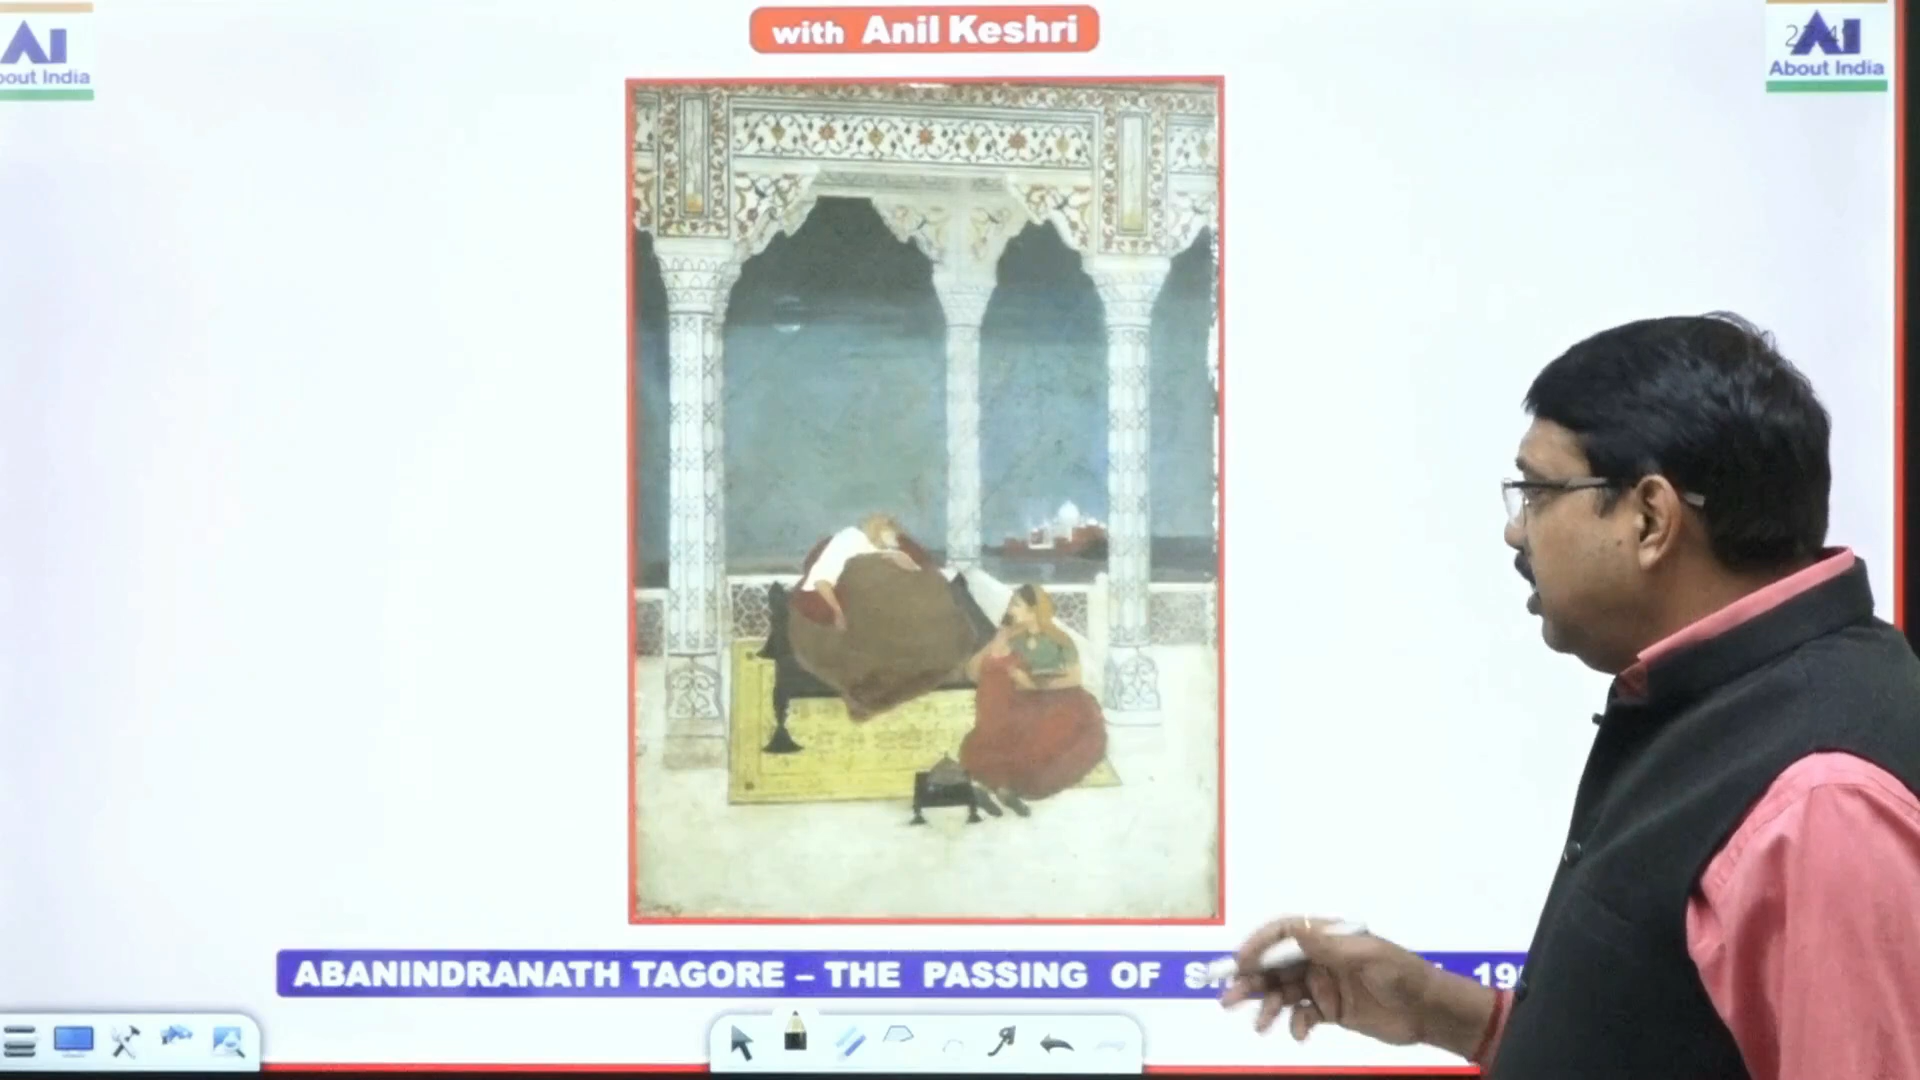 with Anil Keshri
AI
out India
AI
About India
ABANINDRANATH TAGORE – THE PASSING OF